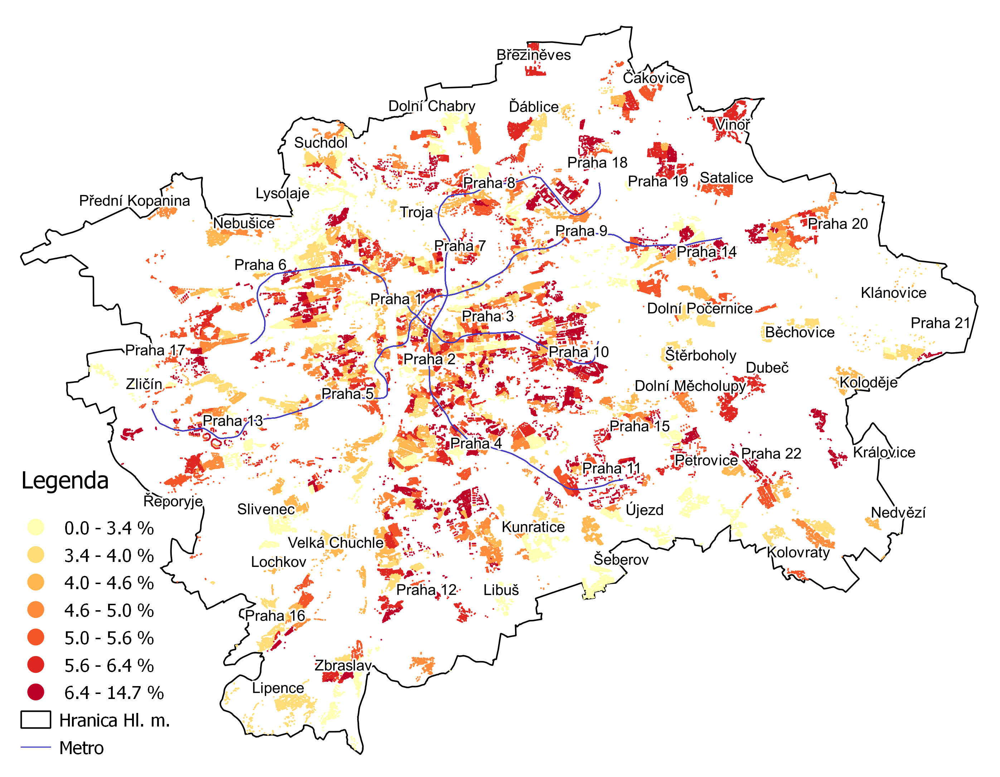 Březiněves
Čakovice
Dolní Chabry
Ďáblice
Vinoř
Suchdol
Praha 18
Praha 19
Satalice
Praha 8
Lysolaje
Přední Kopanina
Troja
Nebušice
Praha 20
Praha 9
Praha 7
Praha 14
Praha 6
Klánovice
Praha 1
Dolní Počernice
Praha 3
Praha 21
Běchovice
Praha 17
Praha 10
Štěrboholy
Praha 2
Dubeč
Zličín
Koloděje
Dolní Měcholupy
Praha 5
Praha 13
Praha 15
Praha 4
Praha 22
Královice
Petrovice
Praha 11
Řeporyje
Slivenec
Újezd
Nedvězí
Kunratice
Velká Chuchle
Kolovraty
Lochkov
Šeberov
Praha 12
Libuš
Praha 16
Zbraslav
Lipence
Legenda
0.0 - 3.4 %
3.4 - 4.0 %
4.0 - 4.6 %
4.6 - 5.0 %
5.0 - 5.6 %
5.6 - 6.4 %
6.4 - 14.7 %
Hranica Hl. m.
Metro